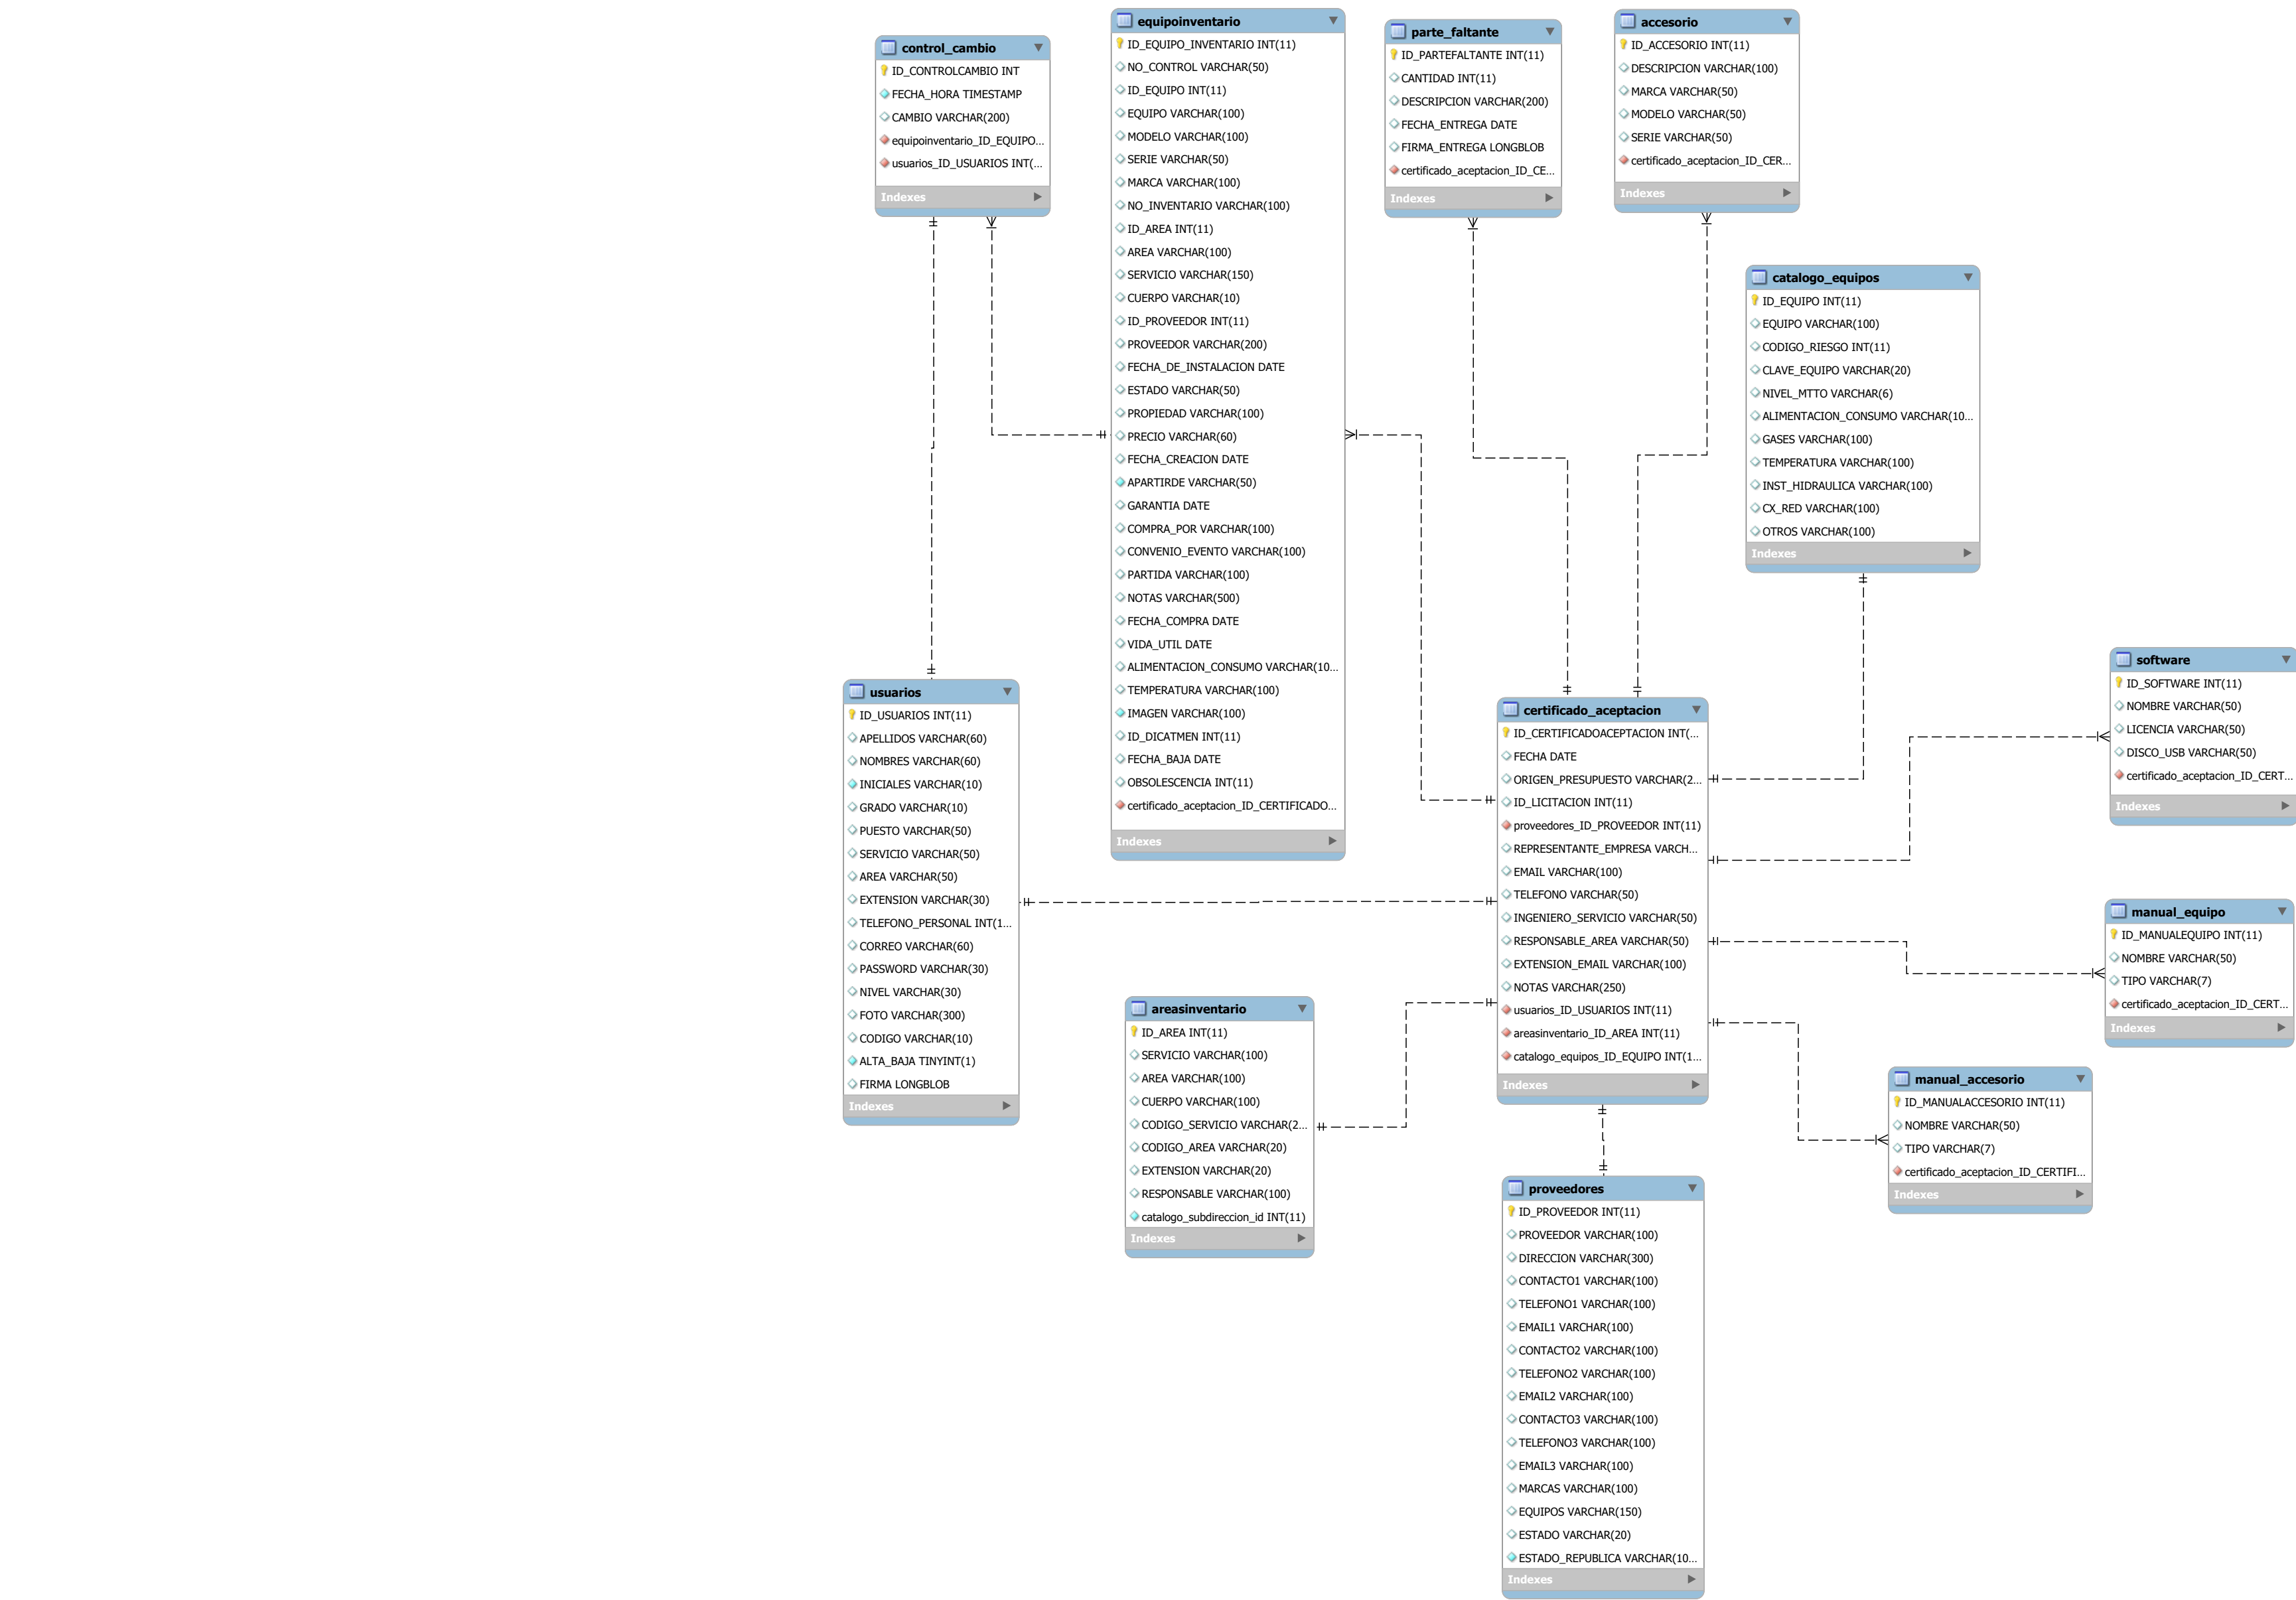 control_cambio
ID_CONTROLCAMBIO INT
FECHA_HORA TIMESTAMP
CAMBIO VARCHAR(200)
equipoinventario_ID_EQUIPO...
usuarios_ID_USUARIOS INT(...
Indexes
equipoinventario
ID_EQUIPO_INVENTARIO INT(11)
NO_CONTROL VARCHAR(50)
ID_EQUIPO INT(11)
EQUIPO VARCHAR(100)
MODELO VARCHAR(100)
SERIE VARCHAR(50)
MARCA VARCHAR(100)
NO_INVENTARIO VARCHAR(100)
ID_AREA INT(11)
AREA VARCHAR(100)
SERVICIO VARCHAR(150)
CUERPO VARCHAR(10)
ID_PROVEEDOR INT(11)
PROVEEDOR VARCHAR(200)
FECHA_DE_INSTALACION DATE
ESTADO VARCHAR(50)
PROPIEDAD VARCHAR(100)
PRECIO VARCHAR(60)
FECHA_CREACION DATE
APARTIRDE VARCHAR(50)
GARANTIA DATE
COMPRA_POR VARCHAR(100)
CONVENIO_EVENTO VARCHAR(100)
PARTIDA VARCHAR(100)
NOTAS VARCHAR(500)
FECHA_COMPRA DATE
VIDA_UTIL DATE
ALIMENTACION_CONSUMO VARCHAR(10...
TEMPERATURA VARCHAR(100)
IMAGEN VARCHAR(100)
ID_DICATMEN INT(11)
FECHA_BAJA DATE
OBSOLESCENCIA INT(11)
certificado_aceptacion_ID_CERTIFICADO...
Indexes
parte_faltante
ID_PARTEFALTANTE INT(11)
CANTIDAD INT(11)
DESCRIPCION VARCHAR(200)
FECHA_ENTREGA DATE
FIRMA_ENTREGA LONGBLOB
certificado_aceptacion_ID_CE...
Indexes
accesorio
ID_ACCESORIO INT(11)
DESCRIPCION VARCHAR(100)
MARCA VARCHAR(50)
MODELO VARCHAR(50)
SERIE VARCHAR(50)
certificado_aceptacion_ID_CER...
Indexes
catalogo_equipos
ID_EQUIPO INT(11)
EQUIPO VARCHAR(100)
CODIGO_RIESGO INT(11)
CLAVE_EQUIPO VARCHAR(20)
NIVEL_MTTO VARCHAR(6)
ALIMENTACION_CONSUMO VARCHAR(10...
GASES VARCHAR(100)
TEMPERATURA VARCHAR(100)
INST_HIDRAULICA VARCHAR(100)
CX_RED VARCHAR(100)
OTROS VARCHAR(100)
Indexes
usuarios
ID_USUARIOS INT(11)
APELLIDOS VARCHAR(60)
NOMBRES VARCHAR(60)
INICIALES VARCHAR(10)
GRADO VARCHAR(10)
PUESTO VARCHAR(50)
SERVICIO VARCHAR(50)
AREA VARCHAR(50)
EXTENSION VARCHAR(30)
TELEFONO_PERSONAL INT(1...
CORREO VARCHAR(60)
PASSWORD VARCHAR(30)
NIVEL VARCHAR(30)
FOTO VARCHAR(300)
CODIGO VARCHAR(10)
ALTA_BAJA TINYINT(1)
FIRMA LONGBLOB
Indexes
certificado_aceptacion
ID_CERTIFICADOACEPTACION INT(...
FECHA DATE
ORIGEN_PRESUPUESTO VARCHAR(2...
ID_LICITACION INT(11)
proveedores_ID_PROVEEDOR INT(11)
REPRESENTANTE_EMPRESA VARCH...
EMAIL VARCHAR(100)
TELEFONO VARCHAR(50)
INGENIERO_SERVICIO VARCHAR(50)
RESPONSABLE_AREA VARCHAR(50)
EXTENSION_EMAIL VARCHAR(100)
NOTAS VARCHAR(250)
usuarios_ID_USUARIOS INT(11)
areasinventario_ID_AREA INT(11)
catalogo_equipos_ID_EQUIPO INT(1...
Indexes
software
ID_SOFTWARE INT(11)
NOMBRE VARCHAR(50)
LICENCIA VARCHAR(50)
DISCO_USB VARCHAR(50)
certificado_aceptacion_ID_CERT...
Indexes
manual_equipo
ID_MANUALEQUIPO INT(11)
NOMBRE VARCHAR(50)
TIPO VARCHAR(7)
certificado_aceptacion_ID_CERT...
Indexes
areasinventario
ID_AREA INT(11)
SERVICIO VARCHAR(100)
AREA VARCHAR(100)
CUERPO VARCHAR(100)
CODIGO_SERVICIO VARCHAR(2...
CODIGO_AREA VARCHAR(20)
EXTENSION VARCHAR(20)
RESPONSABLE VARCHAR(100)
catalogo_subdireccion_id INT(11)
Indexes
manual_accesorio
ID_MANUALACCESORIO INT(11)
NOMBRE VARCHAR(50)
TIPO VARCHAR(7)
certificado_aceptacion_ID_CERTIFI...
Indexes
proveedores
ID_PROVEEDOR INT(11)
PROVEEDOR VARCHAR(100)
DIRECCION VARCHAR(300)
CONTACTO1 VARCHAR(100)
TELEFONO1 VARCHAR(100)
EMAIL1 VARCHAR(100)
CONTACTO2 VARCHAR(100)
TELEFONO2 VARCHAR(100)
EMAIL2 VARCHAR(100)
CONTACTO3 VARCHAR(100)
TELEFONO3 VARCHAR(100)
EMAIL3 VARCHAR(100)
MARCAS VARCHAR(100)
EQUIPOS VARCHAR(150)
ESTADO VARCHAR(20)
ESTADO_REPUBLICA VARCHAR(10...
Indexes